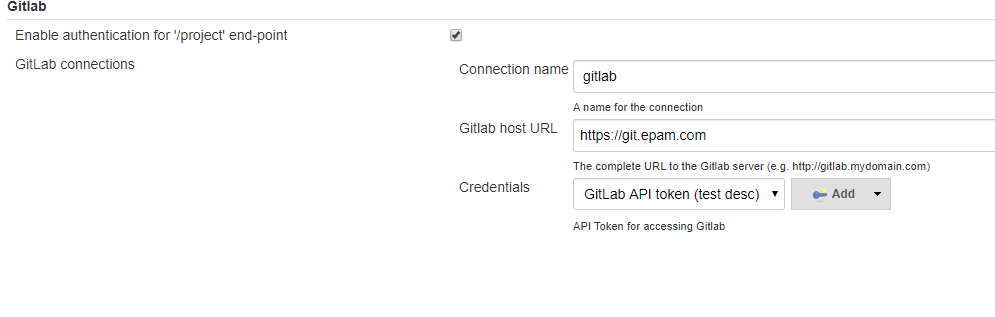 Gitlab
Enable authentication for '/project' end-point
GitLab connections
Connection name
gitlab
A name for the connection
Gitlab host URL
https://git.epam.com
The complete URL to the Gitlab server (e.g. http://gitlab.mydomain.com)
Credentials
GitLab API token (test desc)
Add
API Token for accessing Gitlab